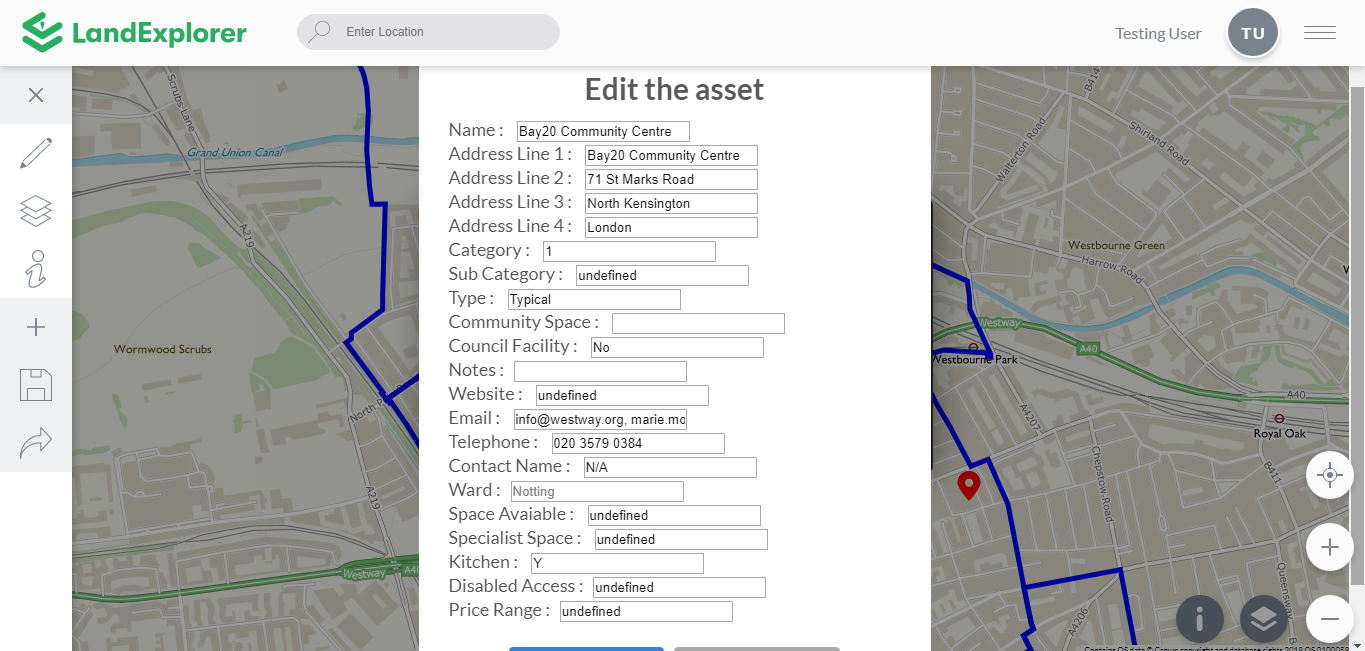 LandExplorer
Enter Location
Testing User
TU
Edit the asset
Name : Bay20 Community Centre
Address Line 1 : Bay20 Community Centre
Address Line 2 : 71 St Marks Road
Address Line 3 : North Kensington
Address Line 4 : London
Category : 1
Sub Category : undefined
Type : Typical
Community Space :
Council Facility : No
Notes :
Website : undefined
Email : info@westway.org, marie.mo
Telephone : 020 3579 0384
Contact Name : N/A
Ward : Notting
Space Avaiable : undefined
Specialist Space : undefined
Kitchen : Y
Disabled Access : undefined
Price Range : undefined
Scrubs Lane
Grand Union Canal
A219
Wormwood Scrubs
North P
A219
Westway
A40
B414
Shirland Road
Walterton Road
Westbourne Green
Harrow Road
Westway
A40
Westbourne Park
A40
A4207
Royal Oak
Chepstow Road
B411
A4206
Queensway